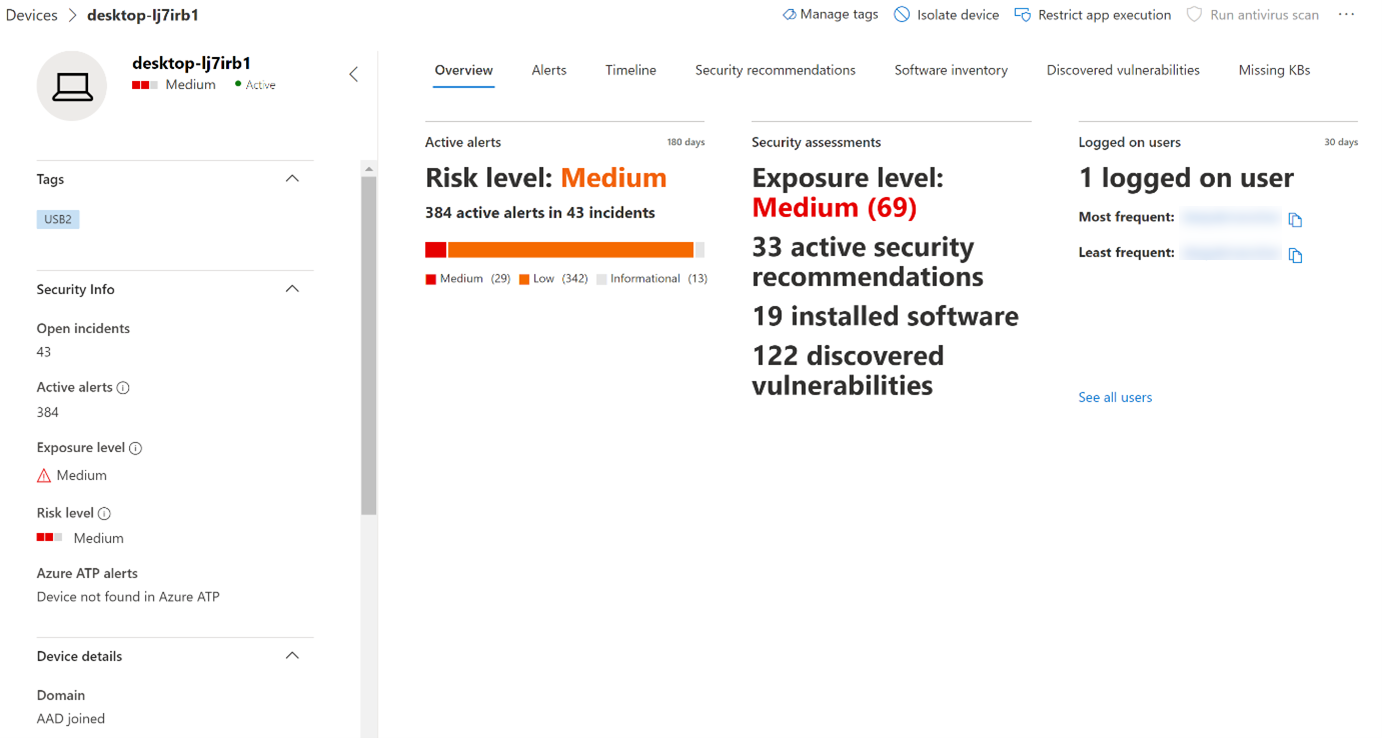 Devices > desktop-lj7irb1
Manage tags Isolate device Restrict app execution Run antivirus scan ···
desktop-lj7irb1
Medium Active
Tags
USB2
Security Info
Open incidents
43
Active alerts
384
Exposure level
Medium
Risk level
Medium
Azure ATP alerts
Device not found in Azure ATP
Device details
Domain
AAD joined
Overview Alerts Timeline Security recommendations Software inventory Discovered vulnerabilities Missing KBs
Active alerts 180 days
Risk level: Medium
384 active alerts in 43 incidents
Medium (29) Low (342) Informational (13)
Security assessments
Exposure level:
Medium (69)
33 active security
recommendations
19 installed software
122 discovered
vulnerabilities
Logged on users 30 days
1 logged on user
Most frequent:
Least frequent:
See all users